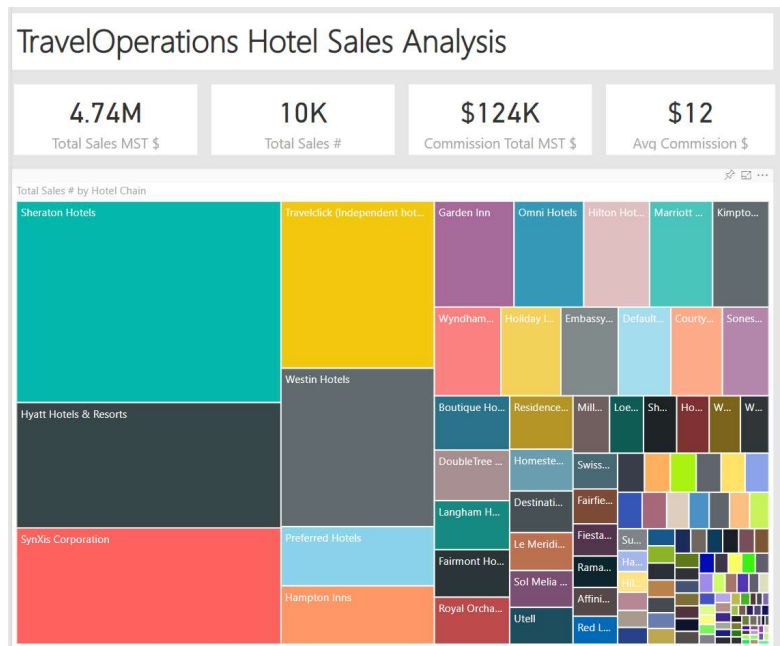 TravelOperations Hotel Sales Analysis
4.74M
Total Sales MST $
10K
Total Sales #
$124K
Commission Total MST $
$12
Avg Commission $
Total Sales # by Hotel Chain
Sheraton Hotels
Hyatt Hotels & Resorts
SynXis Corporation
Travelclick (Independent hot...
Westin Hotels
Preferred Hotels
Hampton Inns
Garden Inn
Omni Hotels
Hilton Hot...
Marriott ...
Kimpto...
Wyndham...
Holiday I...
Embassy...
Default...
Courty...
Sones...
Boutique Ho...
Residence...
Mill...
Loe...
Sh...
Ho...
W...
W...
DoubleTree ...
Homeste...
Swiss...
Langham H...
Destinati...
Fairfie...
Fairmont Ho...
Le Meridi...
Fiesta...
Su...
Royal Orcha...
Sol Melia ...
Rama...
Ha...
Utell
Affini...
Hil...
Red L...